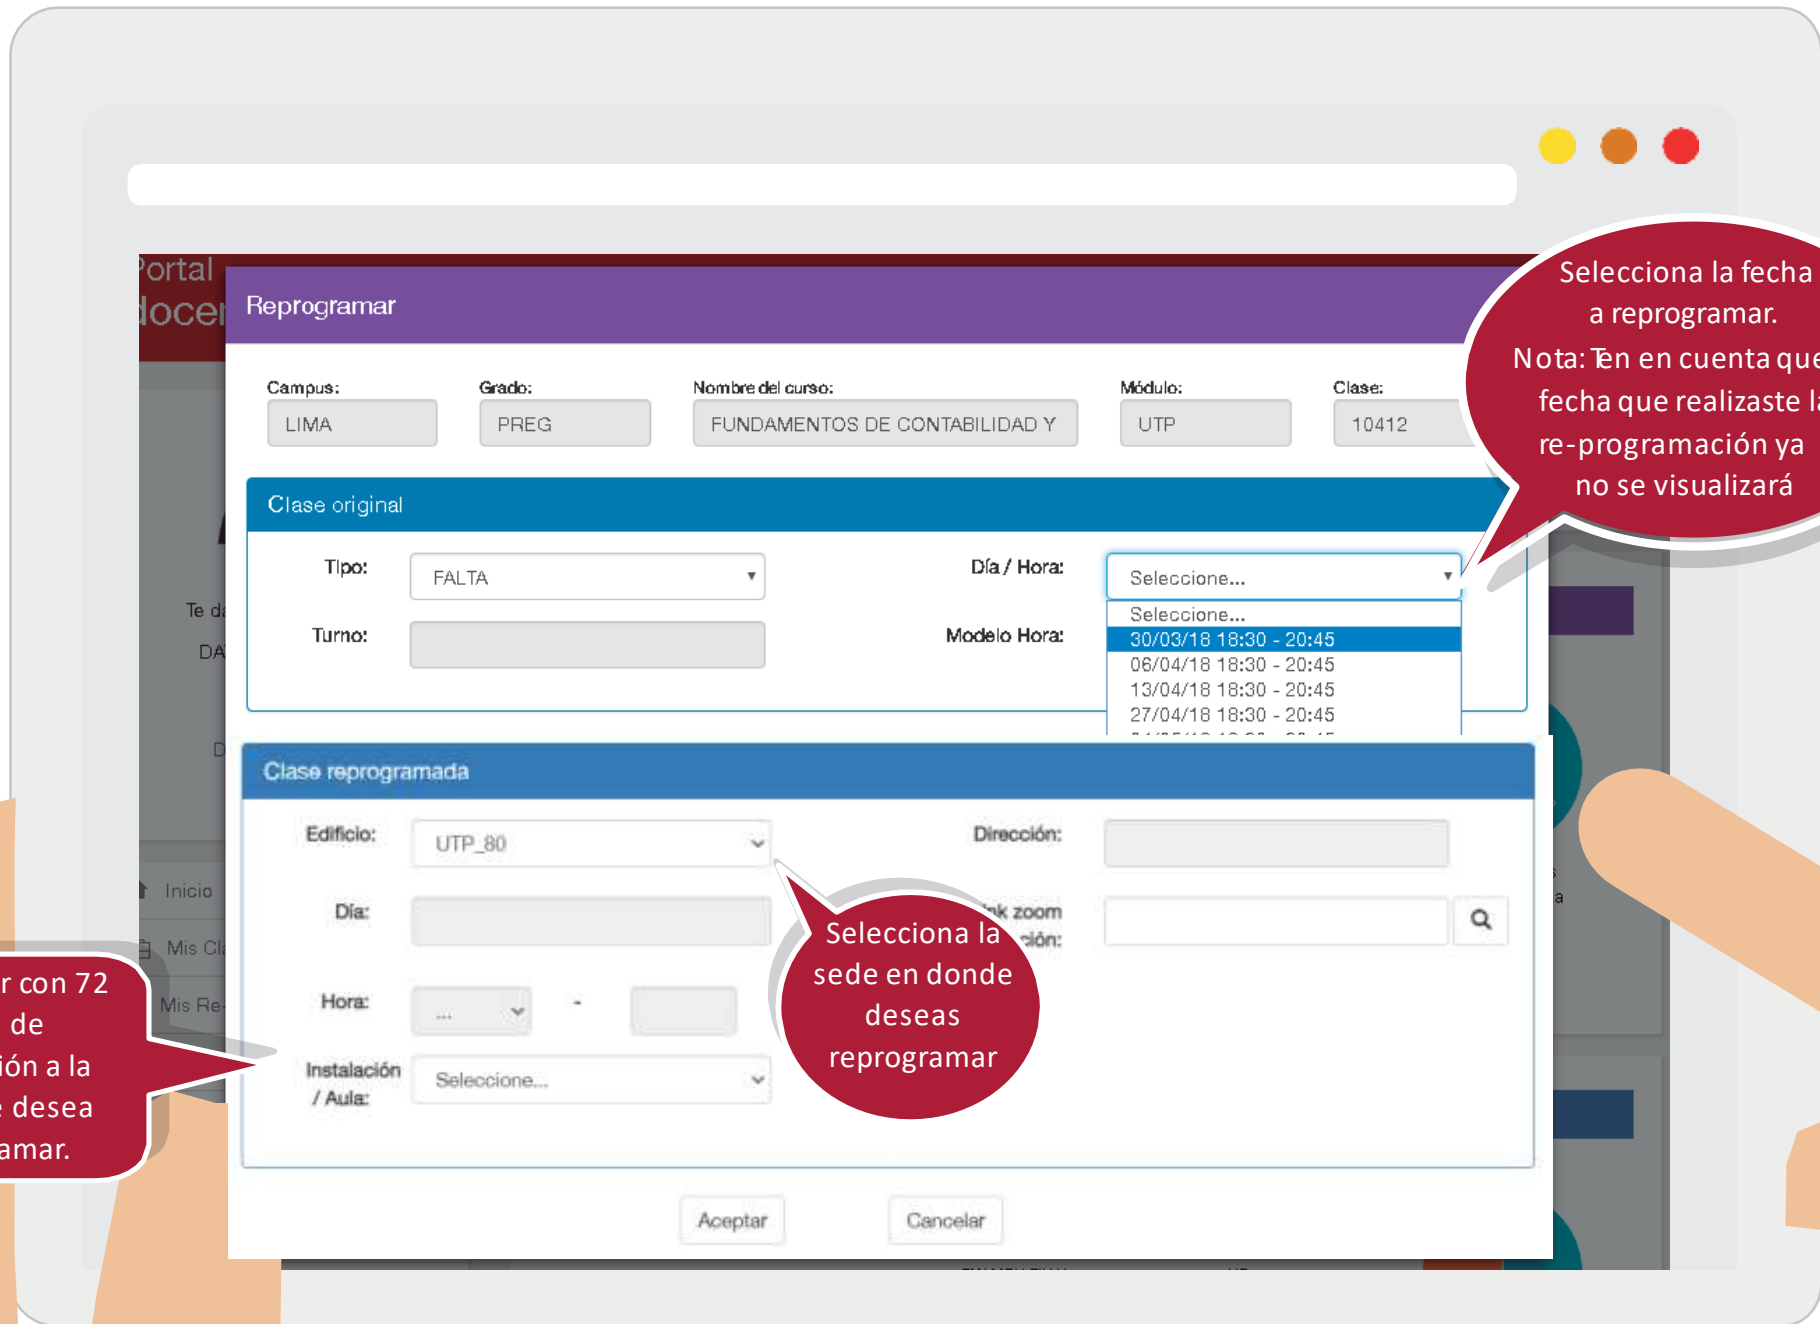 Portal
Reprogramar
Selecciona la fecha
a reprogramar.
Nota: Ten en cuenta que
fecha que realizaste la
re-programación ya
no se visualizará
Campus:
Grado:
Nombre del curso:
Módulo:
Clase:
LIMA
PREG
FUNDAMENTOS DE CONTABILIDAD Y
UTP
10412
Clase original
Tipo:
FALTA
Día / Hora:
Seleccione...
Seleccione...
30/03/18 18:30 - 20:45
06/04/18 18:30 - 20:45
13/04/18 18:30 - 20:45
27/04/18 18:30 - 20:45
Turno:
Modelo Hora:
Te
Clase reprogramada
Edificio:
UTP_80
Dirección:
Día:
zoom
Hora:
...
-
Instalación
/ Aula:
Seleccione...
Selecciona la
sede en donde
deseas
reprogramar
Inicio
Mis
Mis Re-
con 72
de
a la
desea
Aceptar
Cancelar